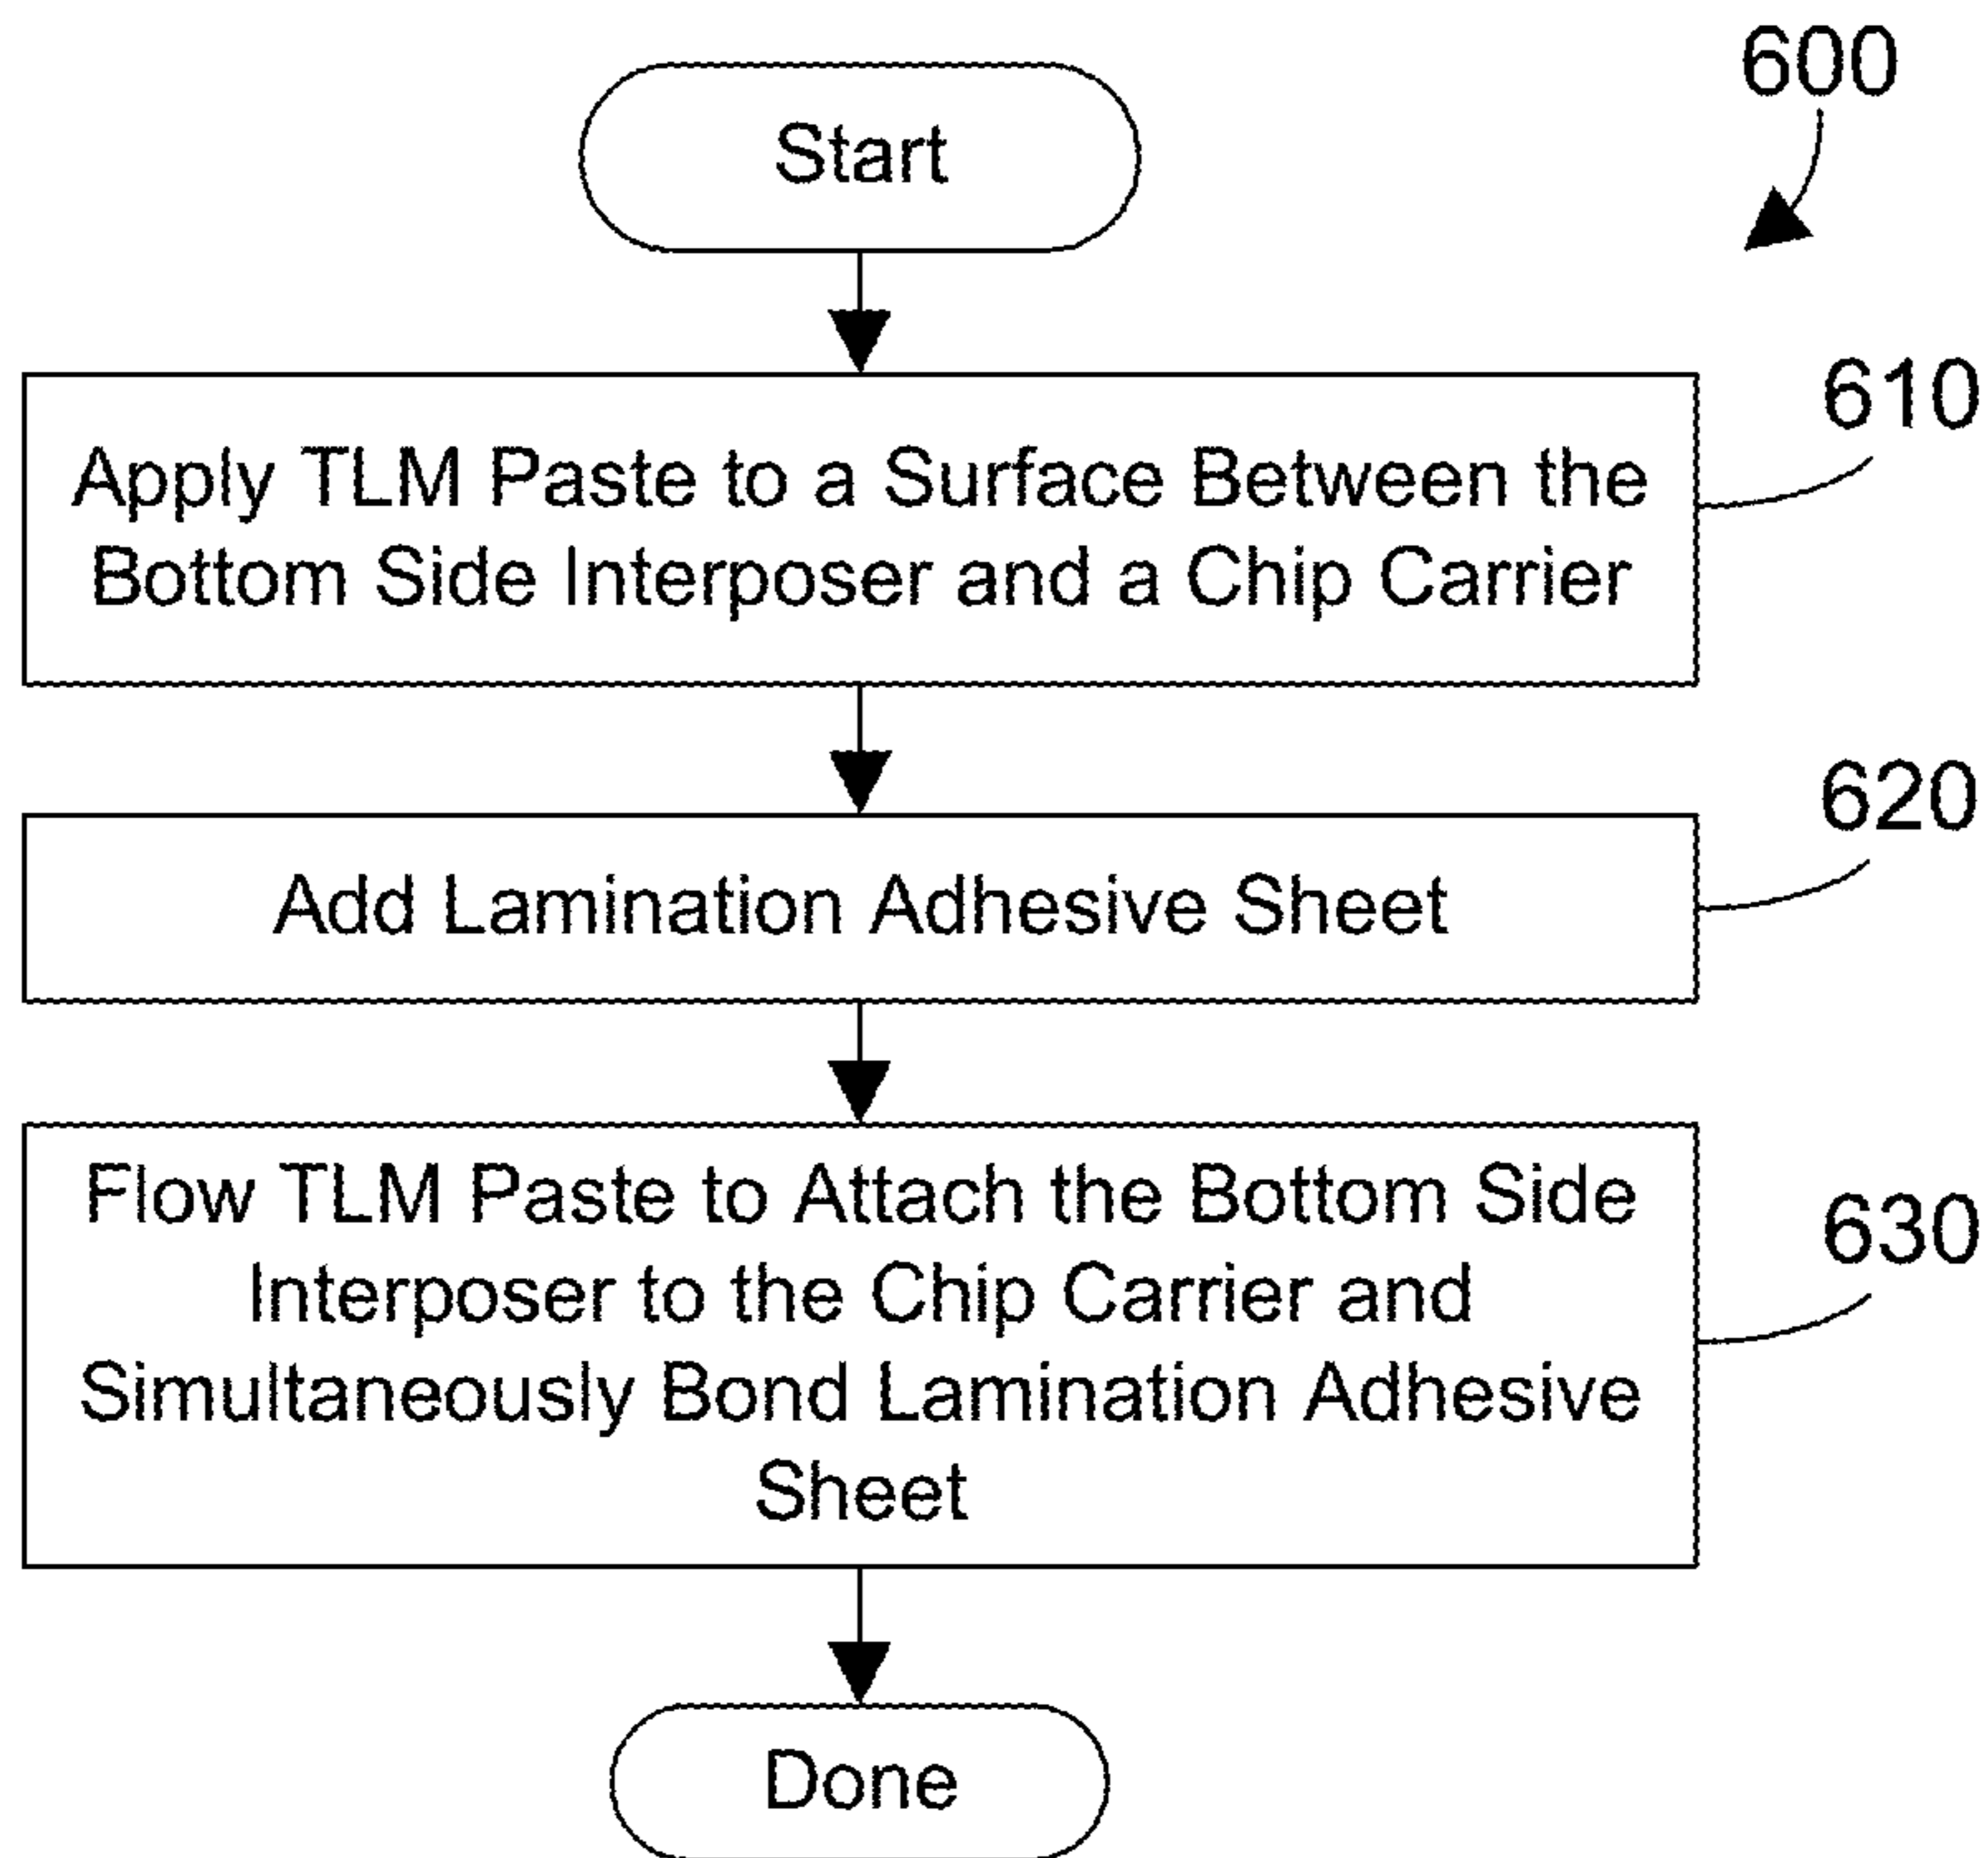 600
Start
610
Apply TLM Paste to a Surface Between the
Bottom Side Interposer and a Chip Carrier
620
Add Lamination Adhesive Sheet
630
Flow TLM Paste to Attach the Bottom Side
Interposer to the Chip Carrier and
Simultaneously Bond Lamination Adhesive
Sheet
Done